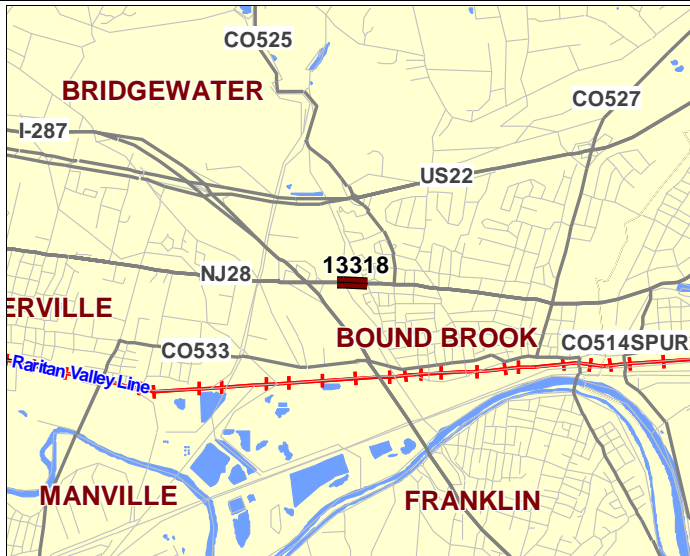 CO525
BRIDGEWATER
CO527
I-287
US22
13318
NJ28
ERVILLE
BOUND BROOK
CO514SPUR
CO533
Raritan Valley Line
MANVILLE
FRANKLIN